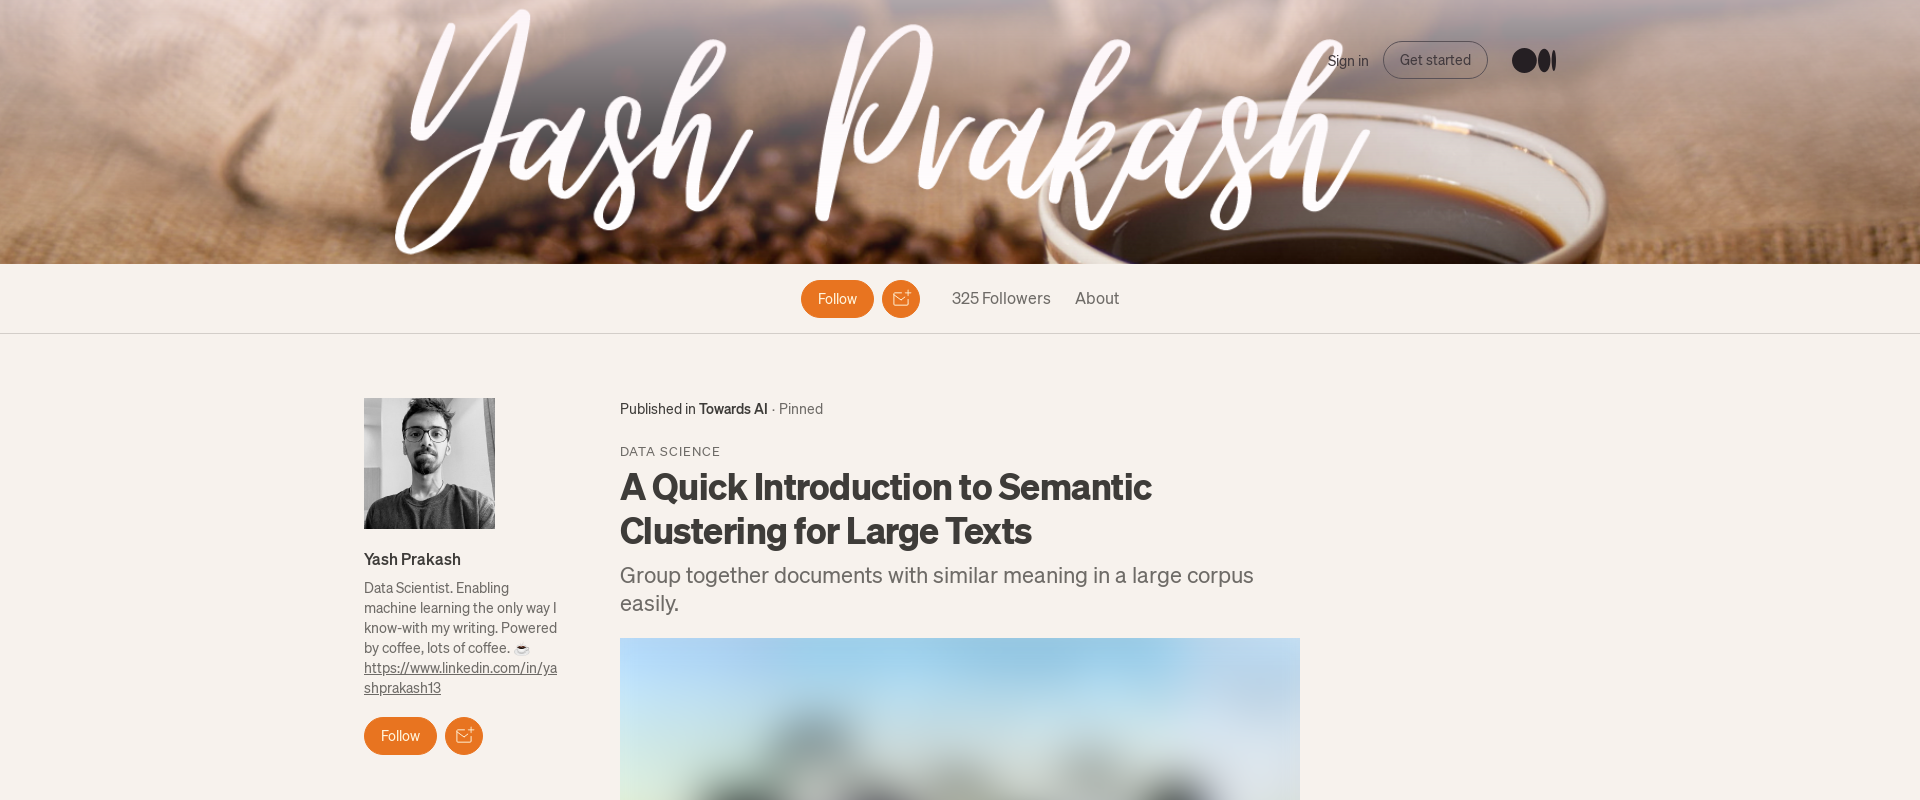 Yash Prakash
Sign in
Get started
Follow
325 Followers
About
Yash Prakash
Data Scientist. Enabling
machine learning the only way I
know-with my writing. Powered
by coffee, lots of coffee. ☕
https://www.linkedin.com/in/ya
shprakash13
Follow
Published in Towards AI · Pinned
DATA SCIENCE
A Quick Introduction to Semantic
Clustering for Large Texts
Group together documents with similar meaning in a large corpus
easily.